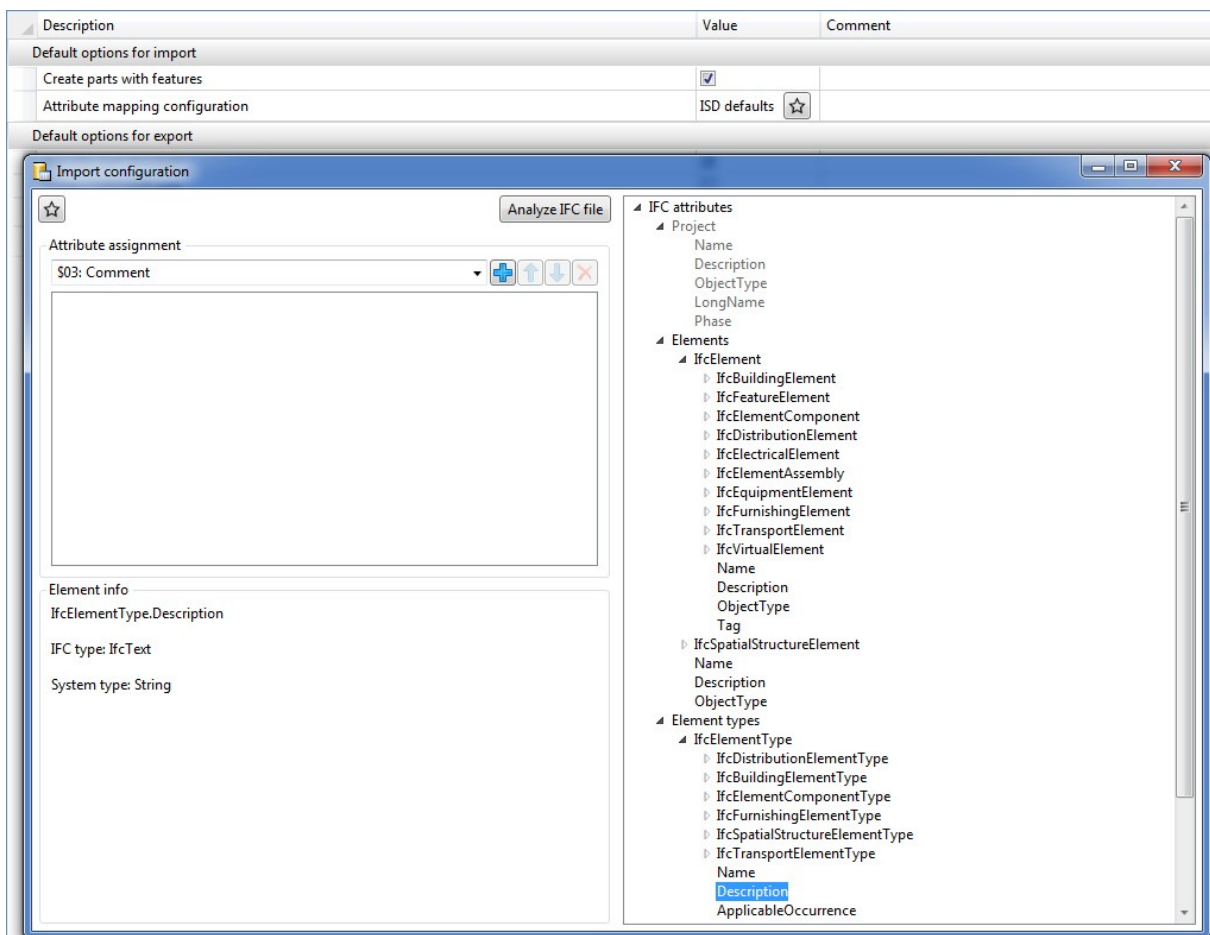 Description Value Comment
Default options for import
Create parts with features
Attribute mapping configuration ISD defaults
Default options for export
Import configuration
Analyze IFC file
Attribute assignment
$03: Comment
Element info
IfcElementType.Description
IFC type: IfcText
System type: String
IFC attributes
Project
Name
Description
ObjectType
LongName
Phase
Elements
IfcElement
IfcBuildingElement
IfcFeatureElement
IfcElementComponent
IfcDistributionElement
IfcElectricalElement
IfcElementAssembly
IfcEquipmentElement
IfcFurnishingElement
IfcTransportElement
IfcVirtualElement
Name
Description
ObjectType
Tag
IfcSpatialStructureElement
Name
Description
ObjectType
Element types
IfcElementType
IfcDistributionElementType
IfcBuildingElementType
IfcElementComponentType
IfcFurnishingElementType
IfcSpatialStructureElementType
IfcTransportElementType
Name
Description
ApplicableOccurrence